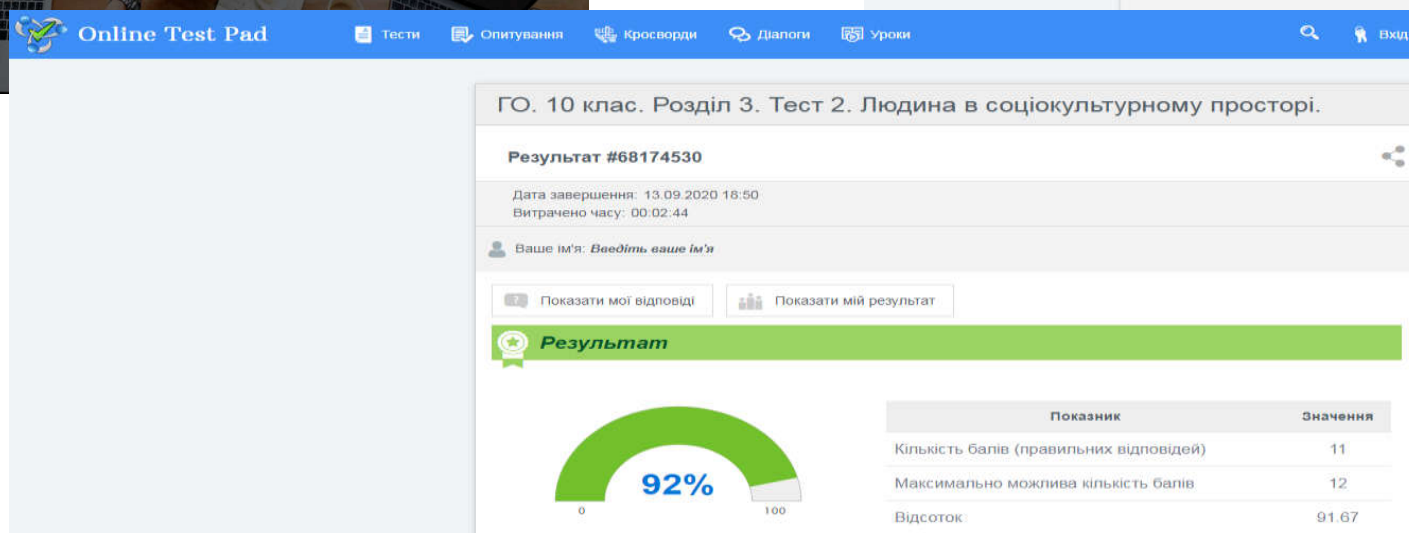 Online Test Pad Тести Опитування Кросворди Діалоги Уроки Вхід
ГО. 10 клас. Розділ 3. Тест 2. Людина в соціокультурному просторі.
Результат #68174530
Дата завершення: 13.09.2020 18:50
Витрачено часу: 00:02:44
Ваше ім'я: Введіть ваше ім'я
Показати мої відповіді Показати мій результат
Результат
92%
0 100
Показник Значення
Кількість балів (правильних відповідей) 11
Максимально можлива кількість балів 12
Відсоток 91.67